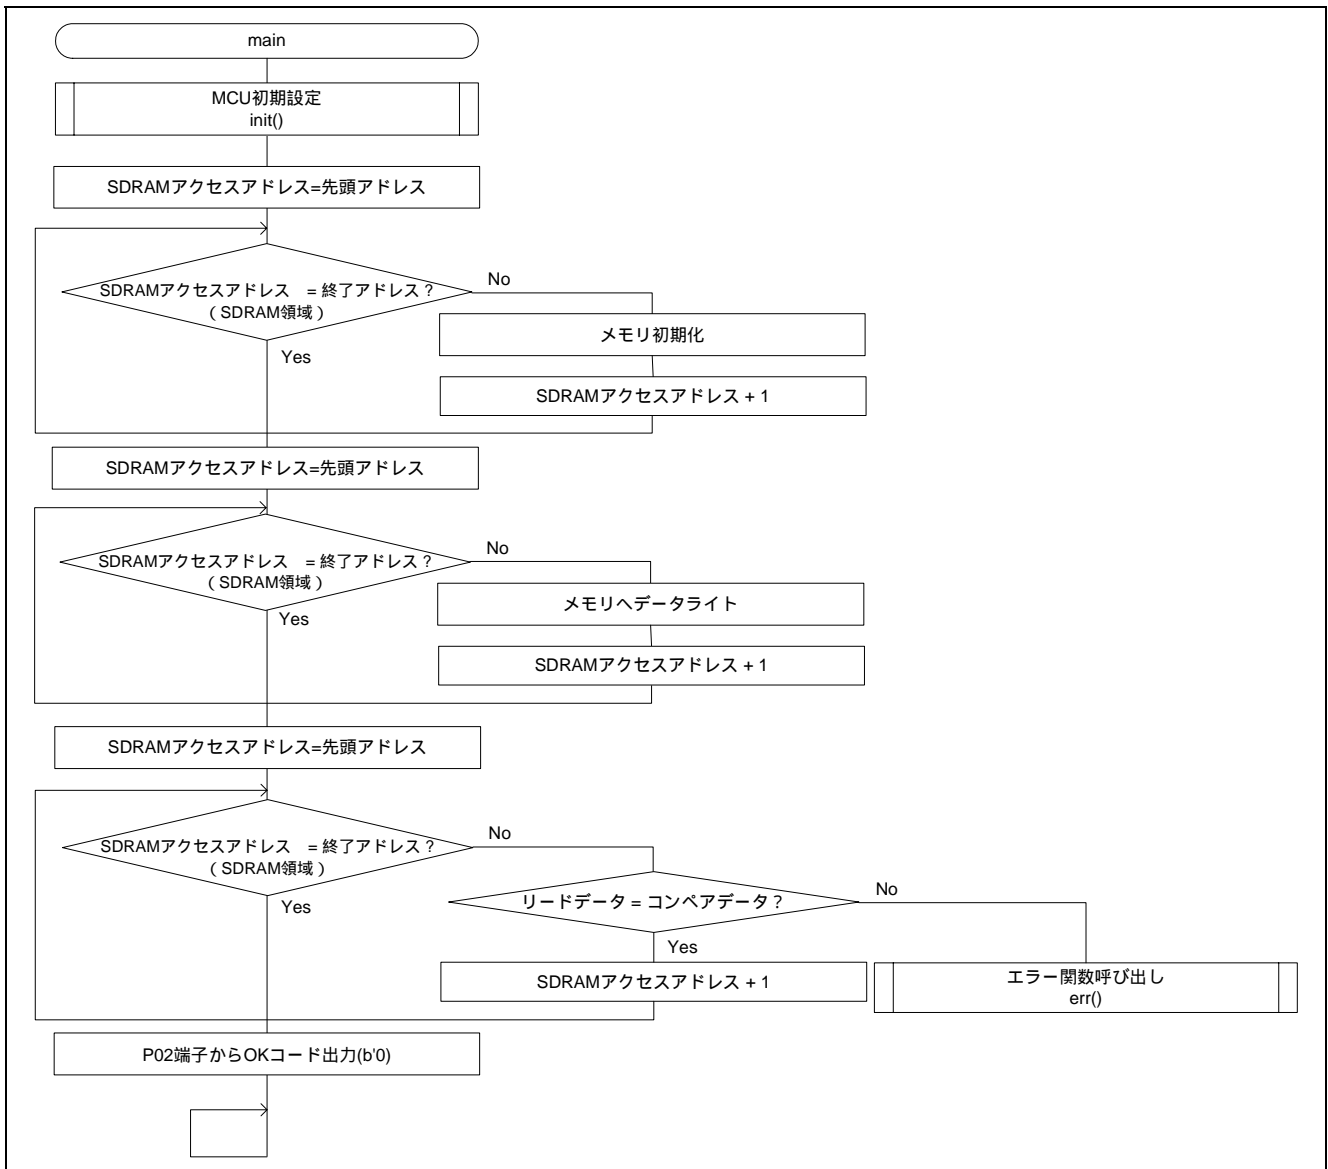 main
MCU初期設定
init()
SDRAMアクセスアドレス=先頭アドレス
SDRAMアクセスアドレス = 終了アドレス?
(SDRAM領域)
No
Yes
メモリ初期化
SDRAMアクセスアドレス + 1
SDRAMアクセスアドレス=先頭アドレス
SDRAMアクセスアドレス = 終了アドレス?
(SDRAM領域)
No
Yes
メモリへデータライト
SDRAMアクセスアドレス + 1
SDRAMアクセスアドレス=先頭アドレス
SDRAMアクセスアドレス = 終了アドレス?
(SDRAM領域)
No
Yes
リードデータ = コンペアデータ?
No
Yes
SDRAMアクセスアドレス + 1
エラー関数呼び出し
err()
P02端子からOKコード出力(b'0)